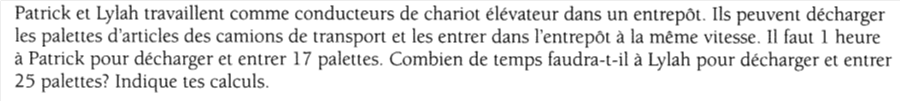 Patrick et Lylah travaillent comme conducteurs de chariot élévateur dans un entrepôt. Ils peuvent décharger
les palettes d'articles des camions de transport et les entrer dans l'entrepôt à la même vitesse. Il faut 1 heure
à Patrick pour décharger et entrer 17 palettes. Combien de temps faudra-t-il à Lylah pour décharger et entrer
25 palettes? Indique tes calculs.